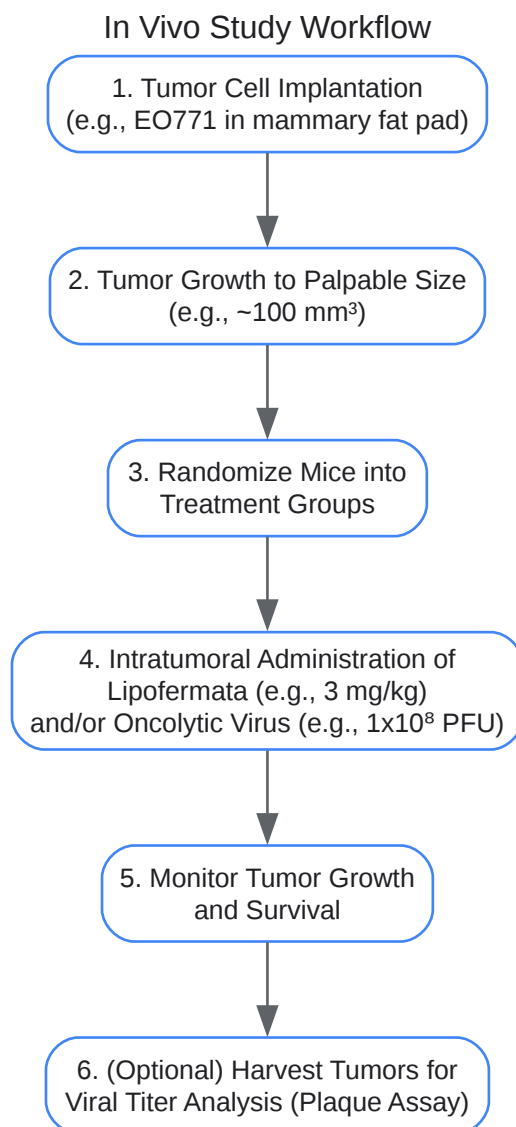 In Vivo Study Workflow
1. Tumor Cell Implantation
(e.g., EO771 in mammary fat pad)
2. Tumor Growth to Palpable Size
(e.g., ~100 mm³)
3. Randomize Mice into
Treatment Groups
4. Intratumoral Administration of
Lipofermata (e.g., 3 mg/kg)
and/or Oncolytic Virus (e.g., 1x10⁸ PFU)
5. Monitor Tumor Growth
and Survival
6. (Optional) Harvest Tumors for
Viral Titer Analysis (Plaque Assay)